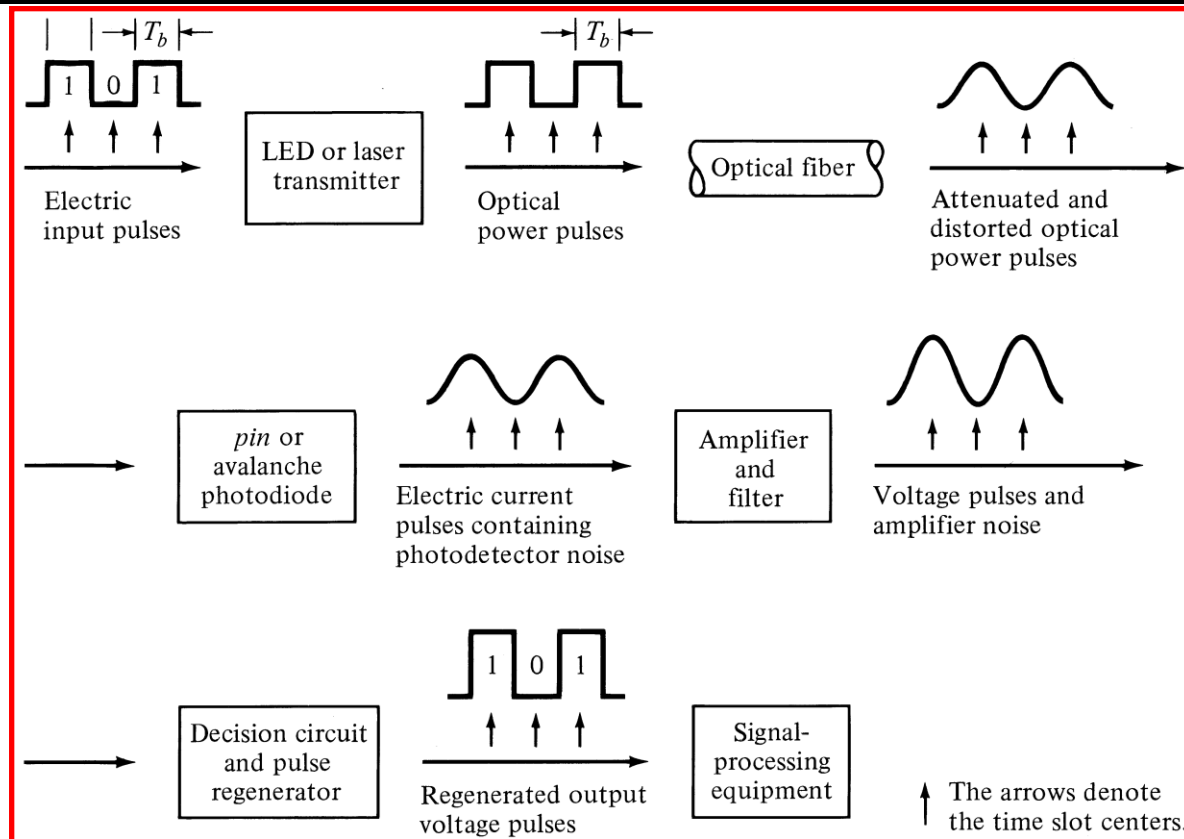 T_b
1 0 1
LED or laser
transmitter
Electric
input pulses
T_b
Optical
power pulses
Optical fiber
Attenuated and
distorted optical
power pulses
pin or
avalanche
photodiode
Electric current
pulses containing
photodetector noise
Amplifier
and
filter
Voltage pulses and
amplifier noise
Decision circuit
and pulse
regenerator
1 0 1
Regenerated output
voltage pulses
Signal-
processing
equipment
The arrows denote
the time slot centers.